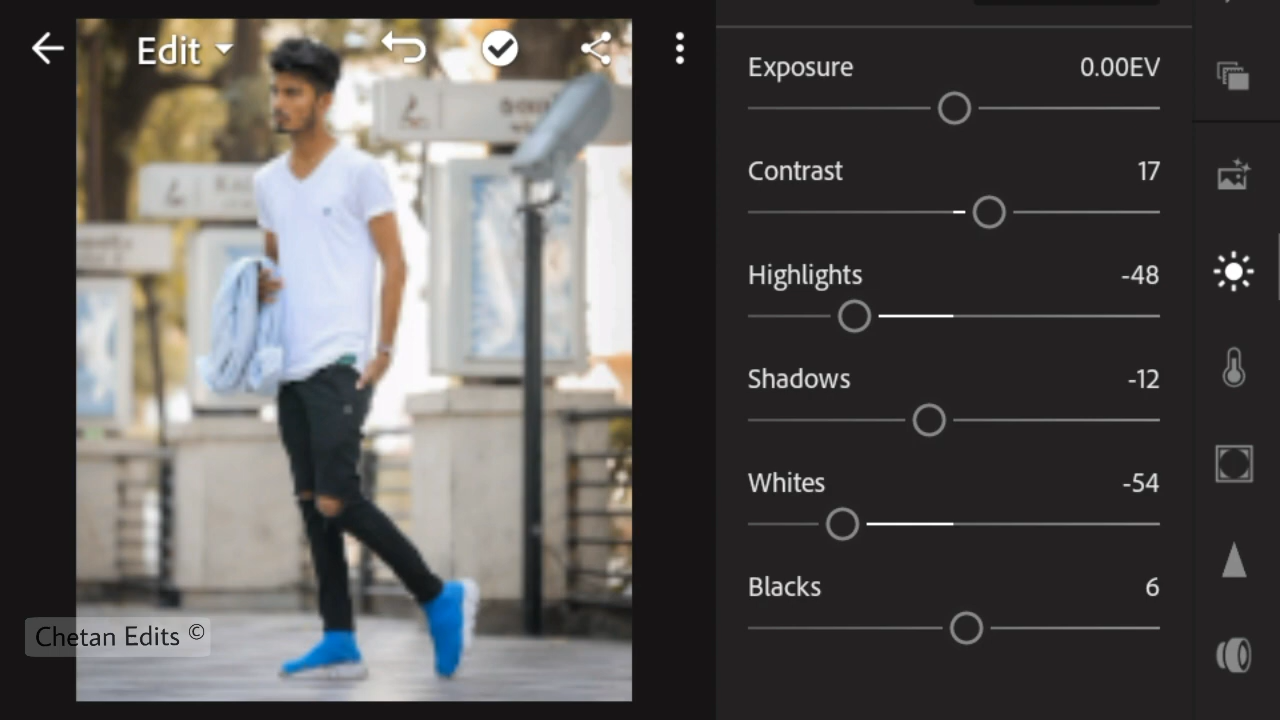 Edit
Exposure 0.00EV
Contrast 17
Highlights -48
Shadows -12
Whites -54
Blacks 6
Chetan Edits ©